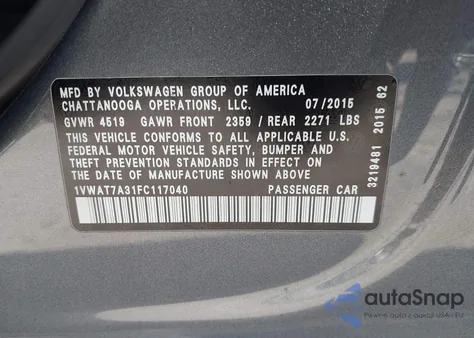 MFD BY VOLKSWAGEN GROUP OF AMERICA
CHATTANOOGA OPERATIONS, LLC. 07/2015
GVWR 4519 GAWR FRONT 2359 / REAR 2271 LBS
THIS VEHICLE CONFORMS TO ALL APPLICABLE U.S.
FEDERAL MOTOR VEHICLE SAFETY, BUMPER AND
THEFT PREVENTION STANDARDS IN EFFECT ON
THE DATE OF MANUFACTURE SHOWN ABOVE
1VWAT7A31FC117040 PASSENGER CAR
3219481 2015 62
autoSnap